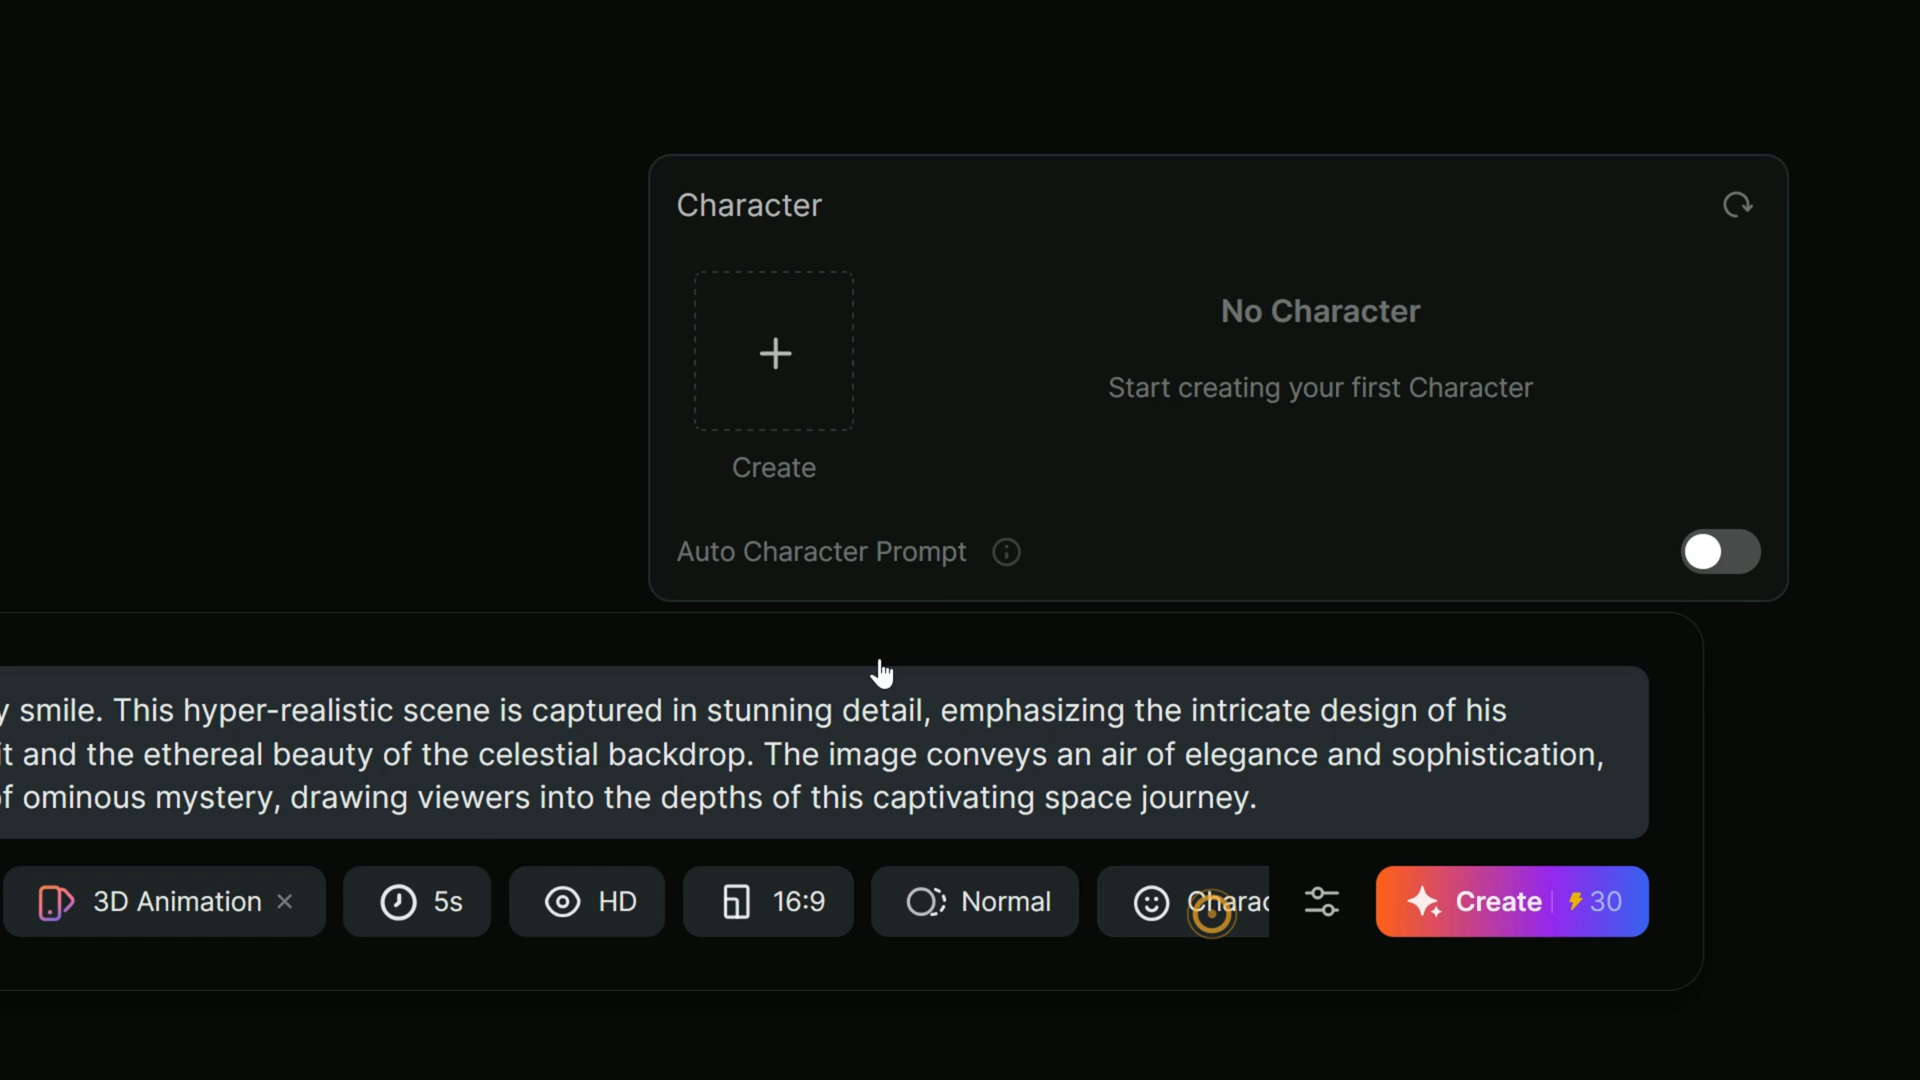 Character
No Character
Start creating your first Character
Create
Auto Character Prompt
y smile. This hyper-realistic scene is captured in stunning detail, emphasizing the intricate design of his
it and the ethereal beauty of the celestial backdrop. The image conveys an air of elegance and sophistication,
of ominous mystery, drawing viewers into the depths of this captivating space journey.
3D Animation
5s
HD
16:9
Normal
Charac
Create
30